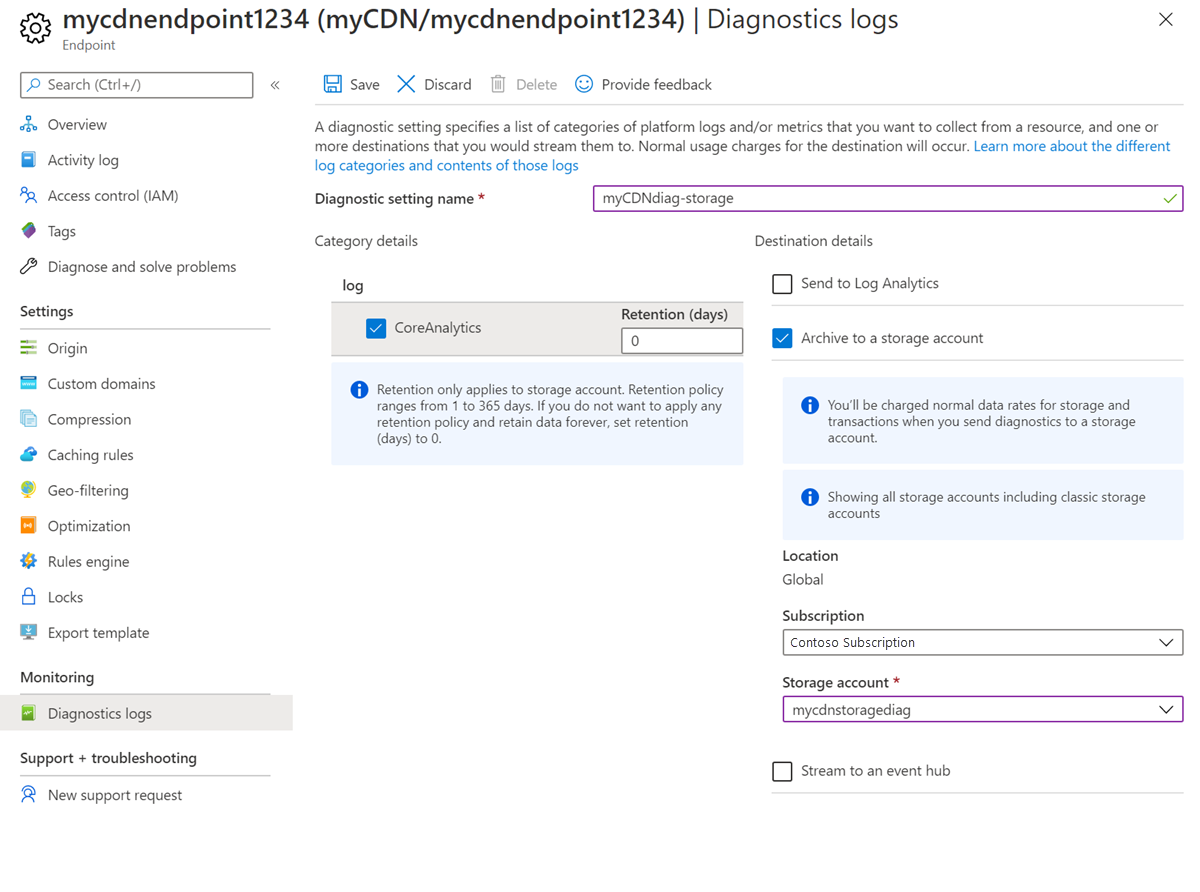 mycdnendpoint1234 (myCDN/mycdnendpoint1234) | Diagnostics logs
Endpoint
Search (Ctrl+/)
«
Overview
Activity log
Access control (IAM)
Tags
Diagnose and solve problems
Settings
Origin
Custom domains
Compression
Caching rules
Geo-filtering
Optimization
Rules engine
Locks
Export template
Monitoring
Diagnostics logs
Support + troubleshooting
New support request
Save Discard Delete Provide feedback
A diagnostic setting specifies a list of categories of platform logs and/or metrics that you want to collect from a resource, and one or
more destinations that you would stream them to. Normal usage charges for the destination will occur. Learn more about the different
log categories and contents of those logs
Diagnostic setting name *
myCDNdiag-storage
Category details
log
CoreAnalytics
Retention (days)
0
Retention only applies to storage account. Retention policy
ranges from 1 to 365 days. If you do not want to apply any
retention policy and retain data forever, set retention
(days) to 0.
Destination details
Send to Log Analytics
Archive to a storage account
You'll be charged normal data rates for storage and
transactions when you send diagnostics to a storage
account.
Showing all storage accounts including classic storage
accounts
Location
Global
Subscription
Contoso Subscription
Storage account *
mycdnstoragediag
Stream to an event hub